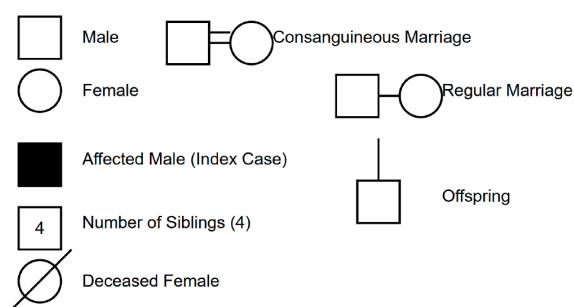 Male
Consanguineous Marriage
Female
Regular Marriage
Affected Male (Index Case)
Offspring
4
Number of Siblings (4)
Deceased Female